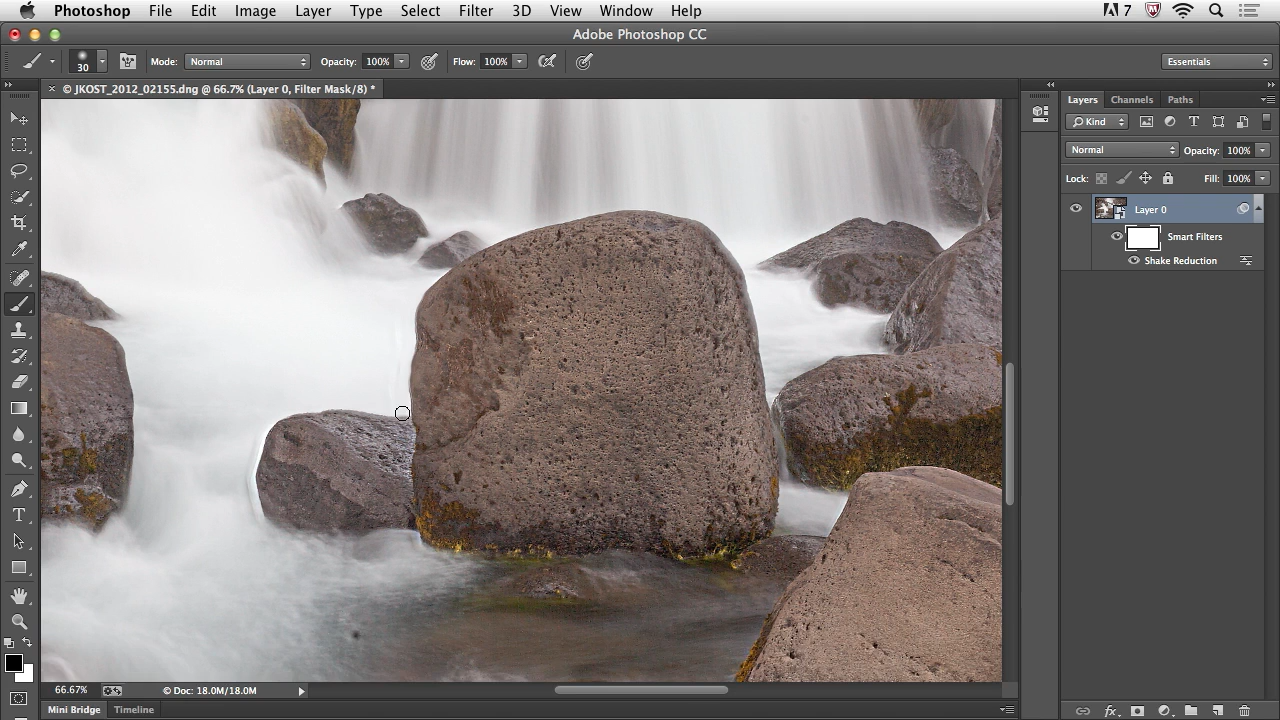 Photoshop File Edit Image Layer Type Select Filter 3D View Window Help 7
Adobe Photoshop CC
30 Mode: Normal Opacity: 100% Flow: 100% Essentials
× © JKOST_2012_02155.dng @ 66.7% (Layer 0, Filter Mask/8) *
Layers Channels Paths
Kind
Normal Opacity: 100%
Lock: Fill: 100%
Layer 0
Smart Filters
Shake Reduction
66.67% © Doc: 18.0M/18.0M
Mini Bridge Timeline